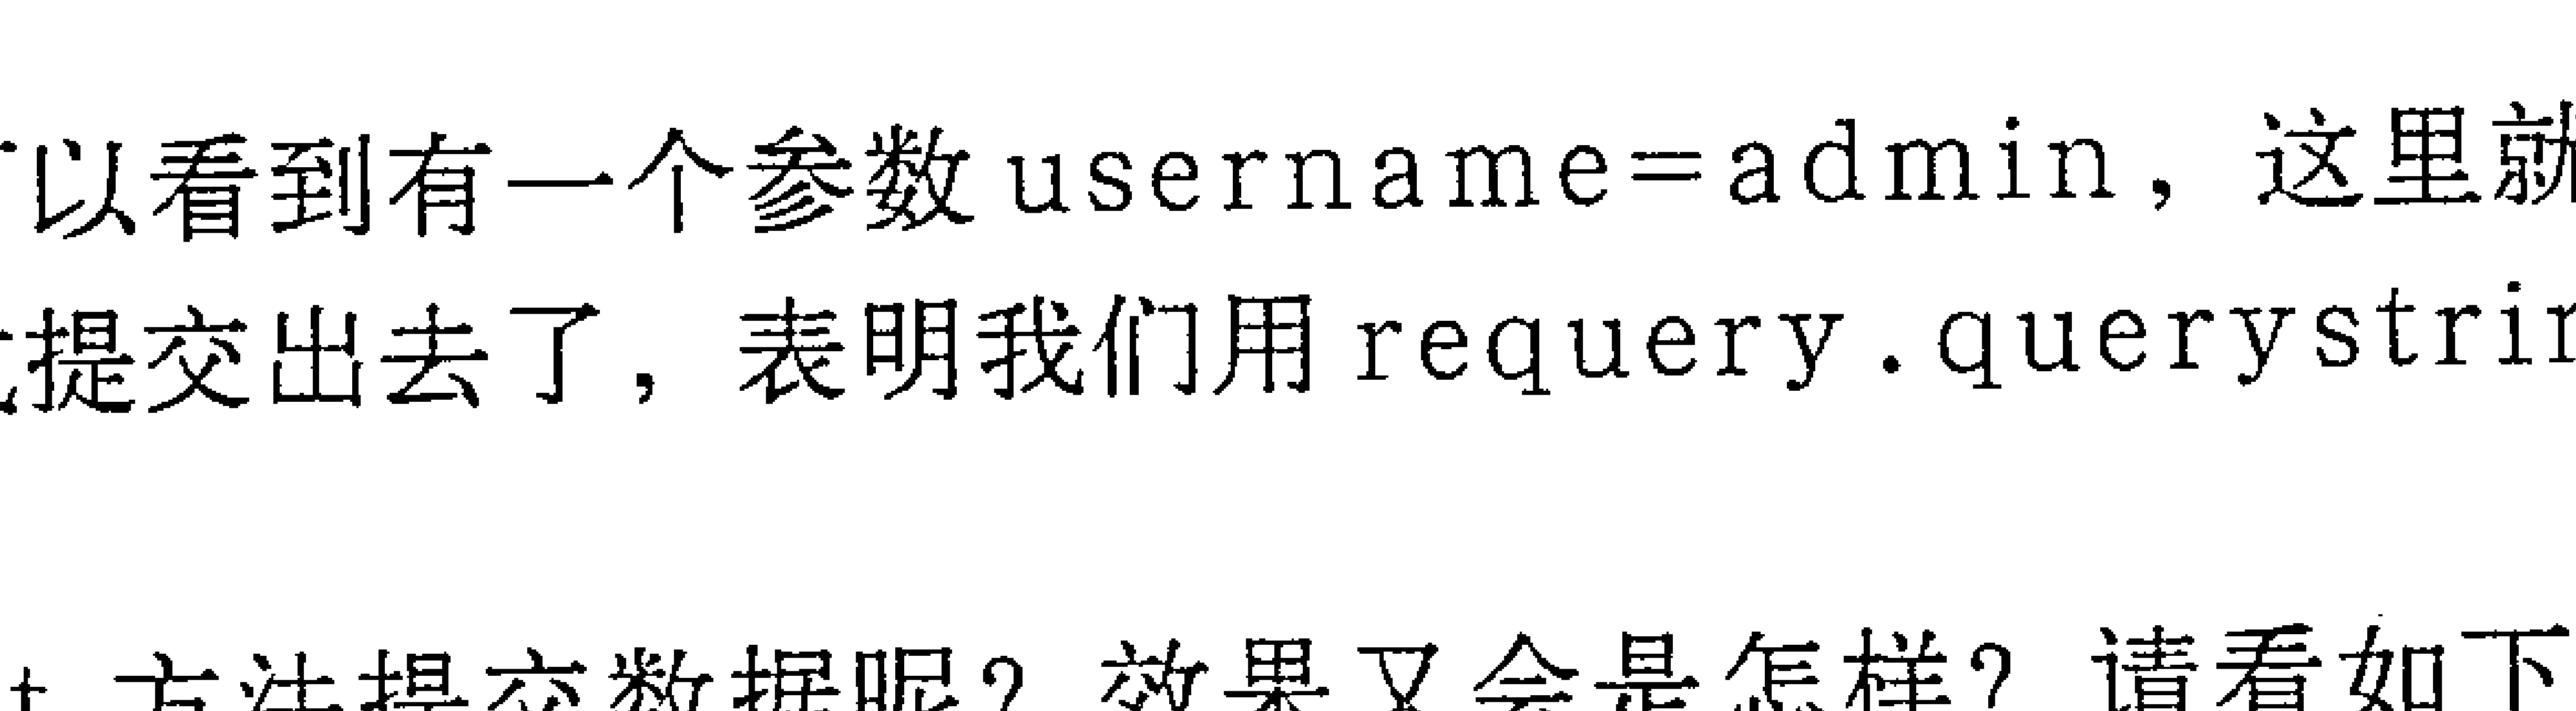 以看到有一个参数username=admin，这里就
提交出去了，表明我们用requery.querystrin
t 方法提交数据呢？效果又会是怎样？请看如下